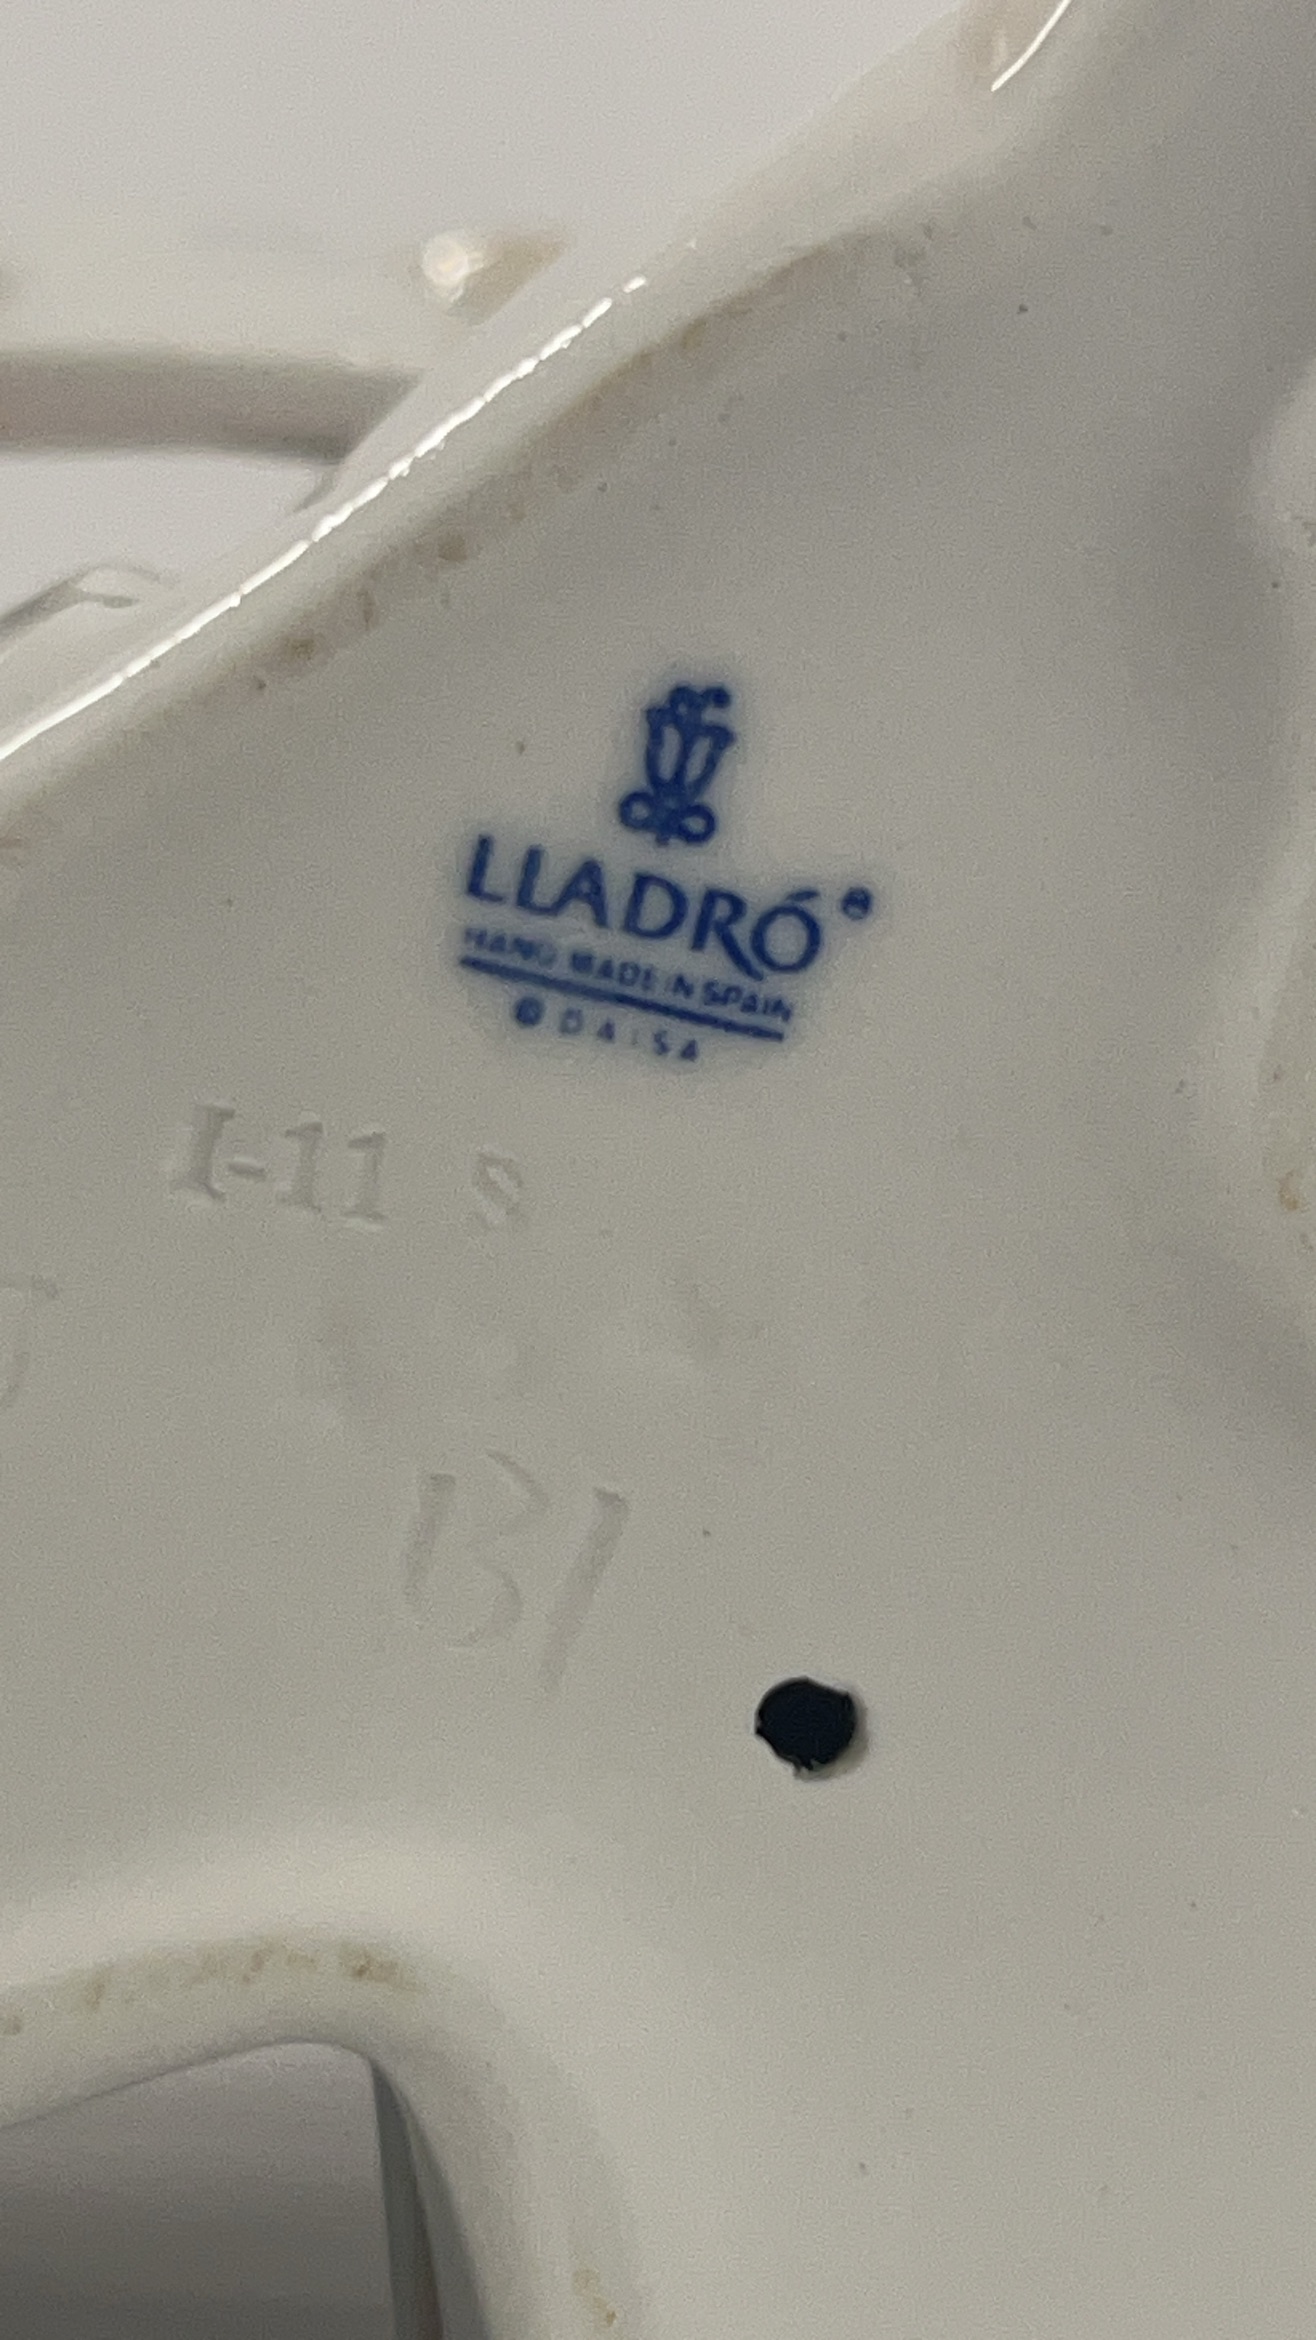 LLADRÓ®
HAND MADE IN SPAIN
© DAISA
I-11 S